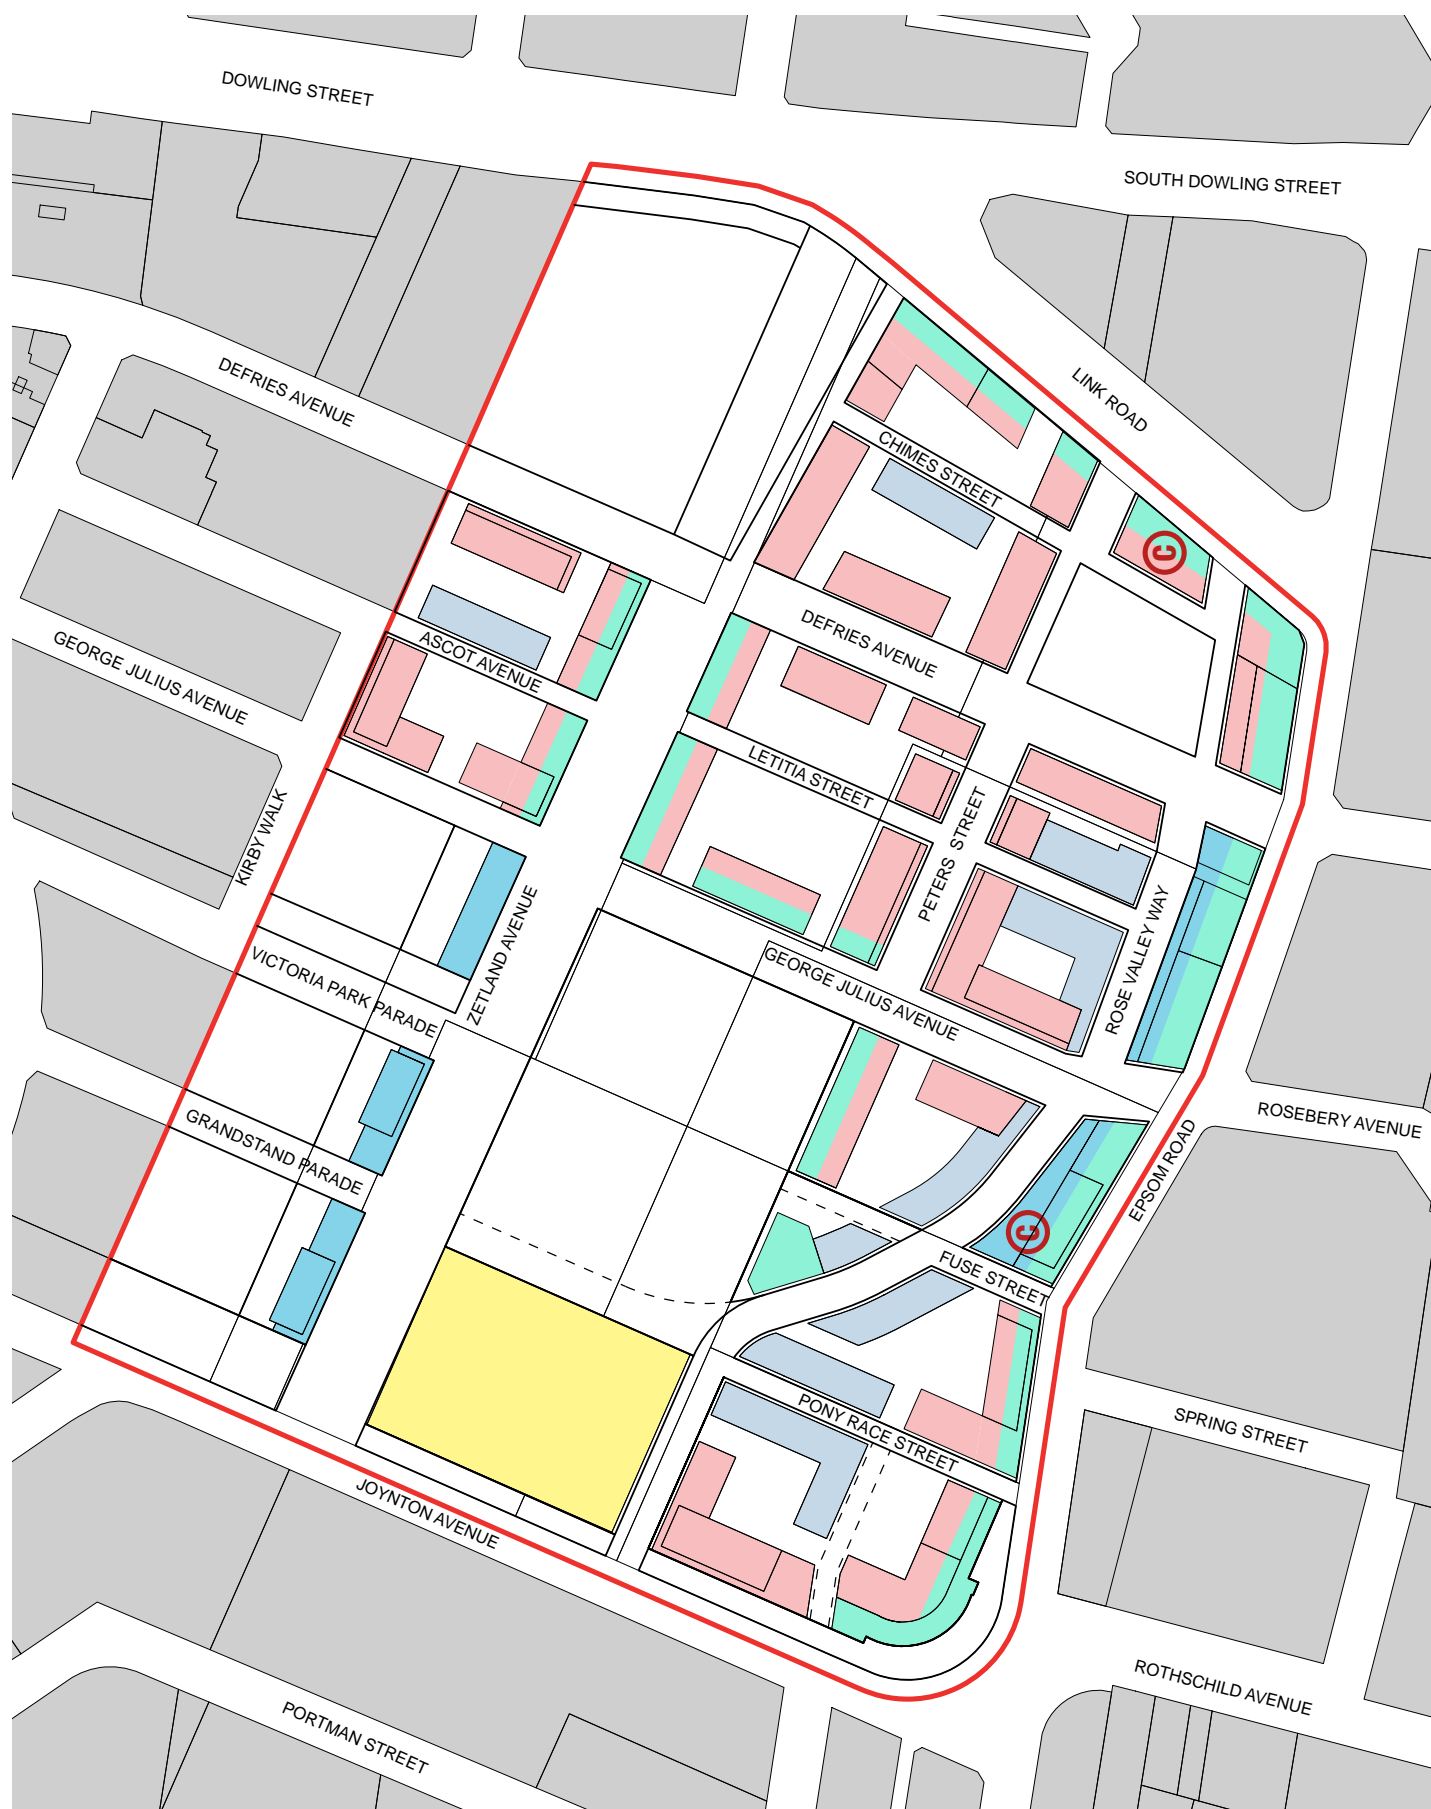 DOWLING STREET
SOUTH DOWLING STREET
LINK ROAD
DEFRIES AVENUE
CHIMES STREET
C
DEFRIES AVENUE
ASCOT AVENUE
GEORGE JULIUS AVENUE
LETITIA STREET
KIRBY WALK
PETERS STREET
ZETLAND AVENUE
ROSE VALLEY WAY
VICTORIA PARK PARADE
GEORGE JULIUS AVENUE
GRANDSTAND PARADE
ROSEBERY AVENUE
EPSOM ROAD
C
FUSE STREET
PONY RACE STREET
SPRING STREET
JOYNTON AVENUE
ROTHSCHILD AVENUE
PORTMAN STREET